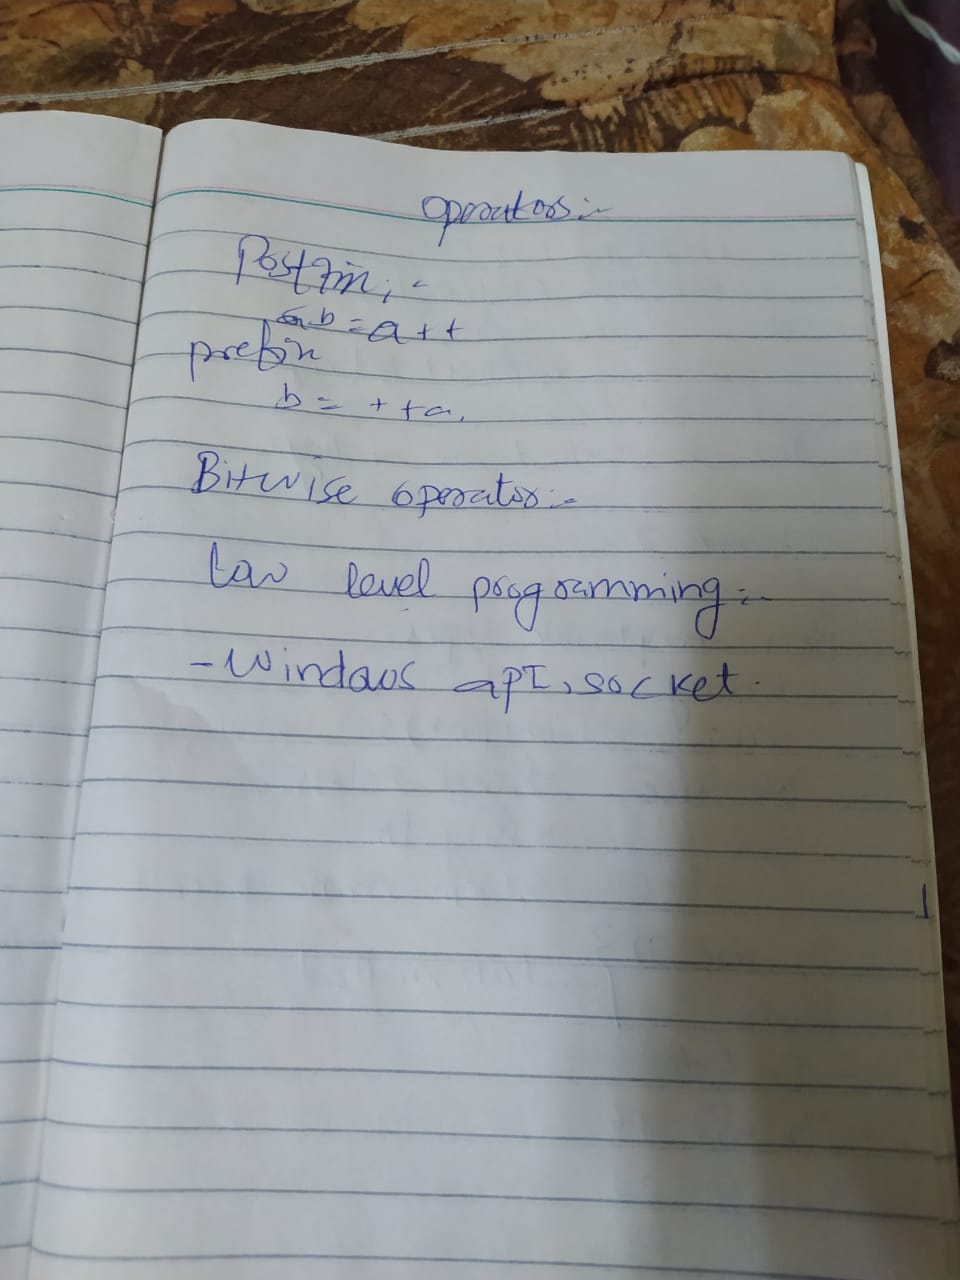 Operators:-
Postfix:-
b = a++
prefix
b = ++a,
Bitwise operator:-
Low level programming:-
- Windows apI, socket.